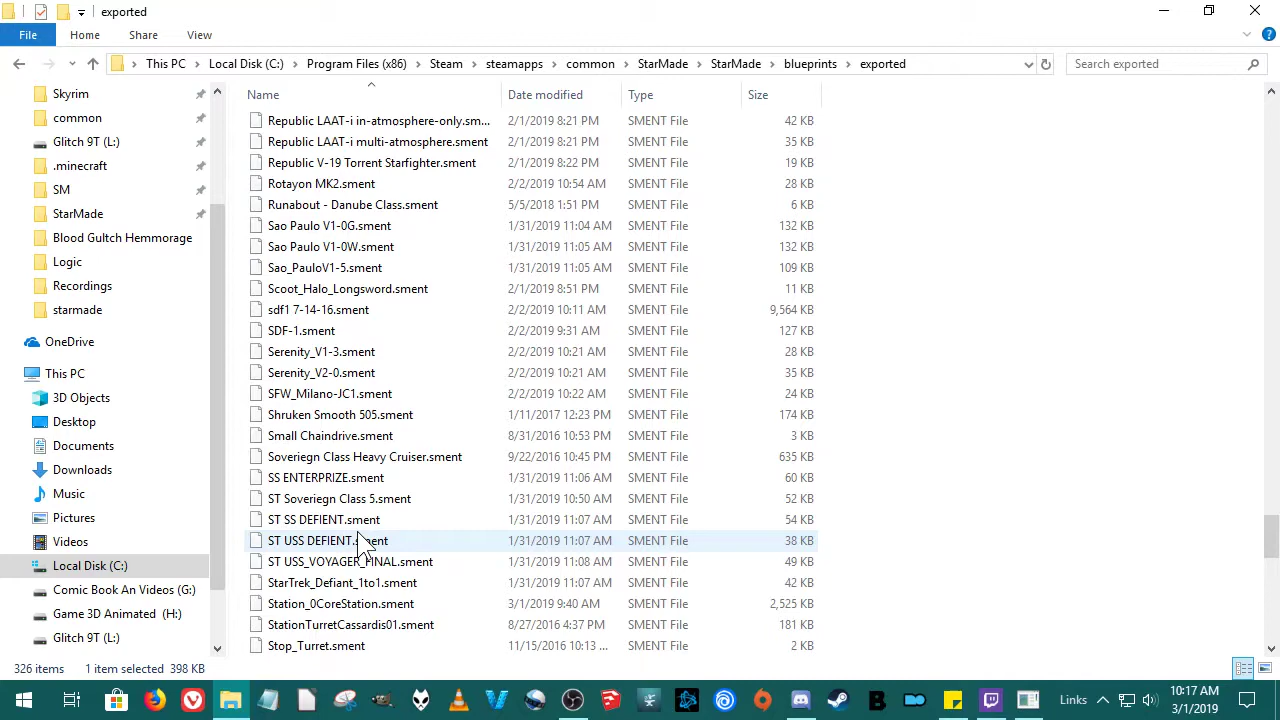 exported
File Home Share View
This PC Local Disk (C:) Program Files (x86) Steam steamapps common StarMade StarMade blueprints exported Search exported
Name Date modified Type Size
Skyrim
common
Glitch 9T (L:)
.minecraft
SM
StarMade
Blood Gultch Hemmorage
Logic
Recordings
starmade
OneDrive
This PC
3D Objects
Desktop
Documents
Downloads
Music
Pictures
Videos
Local Disk (C:)
Comic Book An Videos (G:)
Game 3D Animated (H:)
Glitch 9T (L:)
Republic LAAT-i in-atmosphere-only.sm... 2/1/2019 8:21 PM SMENT File 42 KB
Republic LAAT-i multi-atmosphere.sment 2/1/2019 8:21 PM SMENT File 35 KB
Republic V-19 Torrent Starfighter.sment 2/1/2019 8:22 PM SMENT File 19 KB
Rotayon MK2.sment 2/2/2019 10:54 AM SMENT File 28 KB
Runabout - Danube Class.sment 5/5/2018 1:51 PM SMENT File 6 KB
Sao Paulo V1-0G.sment 1/31/2019 11:04 AM SMENT File 132 KB
Sao Paulo V1-0W.sment 1/31/2019 11:05 AM SMENT File 132 KB
Sao_PauloV1-5.sment 1/31/2019 11:05 AM SMENT File 109 KB
Scoot_Halo_Longsword.sment 2/1/2019 8:51 PM SMENT File 11 KB
sdf1 7-14-16.sment 2/2/2019 10:11 AM SMENT File 9,564 KB
SDF-1.sment 2/2/2019 9:31 AM SMENT File 127 KB
Serenity_V1-3.sment 2/2/2019 10:21 AM SMENT File 28 KB
Serenity_V2-0.sment 2/2/2019 10:21 AM SMENT File 35 KB
SFW_Milano-JC1.sment 2/2/2019 10:22 AM SMENT File 24 KB
Shruken Smooth 505.sment 1/11/2017 12:23 PM SMENT File 174 KB
Small Chaindrive.sment 8/31/2016 10:53 PM SMENT File 3 KB
Soveriegn Class Heavy Cruiser.sment 9/22/2016 10:45 PM SMENT File 635 KB
SS ENTERPRIZE.sment 1/31/2019 11:06 AM SMENT File 60 KB
ST Soveriegn Class 5.sment 1/31/2019 10:50 AM SMENT File 52 KB
ST SS DEFIENT.sment 1/31/2019 11:07 AM SMENT File 54 KB
ST USS DEFIENT.sment 1/31/2019 11:07 AM SMENT File 38 KB
ST USS_VOYAGER_FINAL.sment 1/31/2019 11:08 AM SMENT File 49 KB
StarTrek_Defiant_1to1.sment 1/31/2019 11:07 AM SMENT File 42 KB
Station_0CoreStation.sment 3/1/2019 9:40 AM SMENT File 2,525 KB
StationTurretCassardis01.sment 8/27/2016 4:37 PM SMENT File 181 KB
Stop_Turret.sment 11/15/2016 10:13 ... SMENT File 2 KB
326 items 1 item selected 398 KB
Links 10:17 AM
3/1/2019